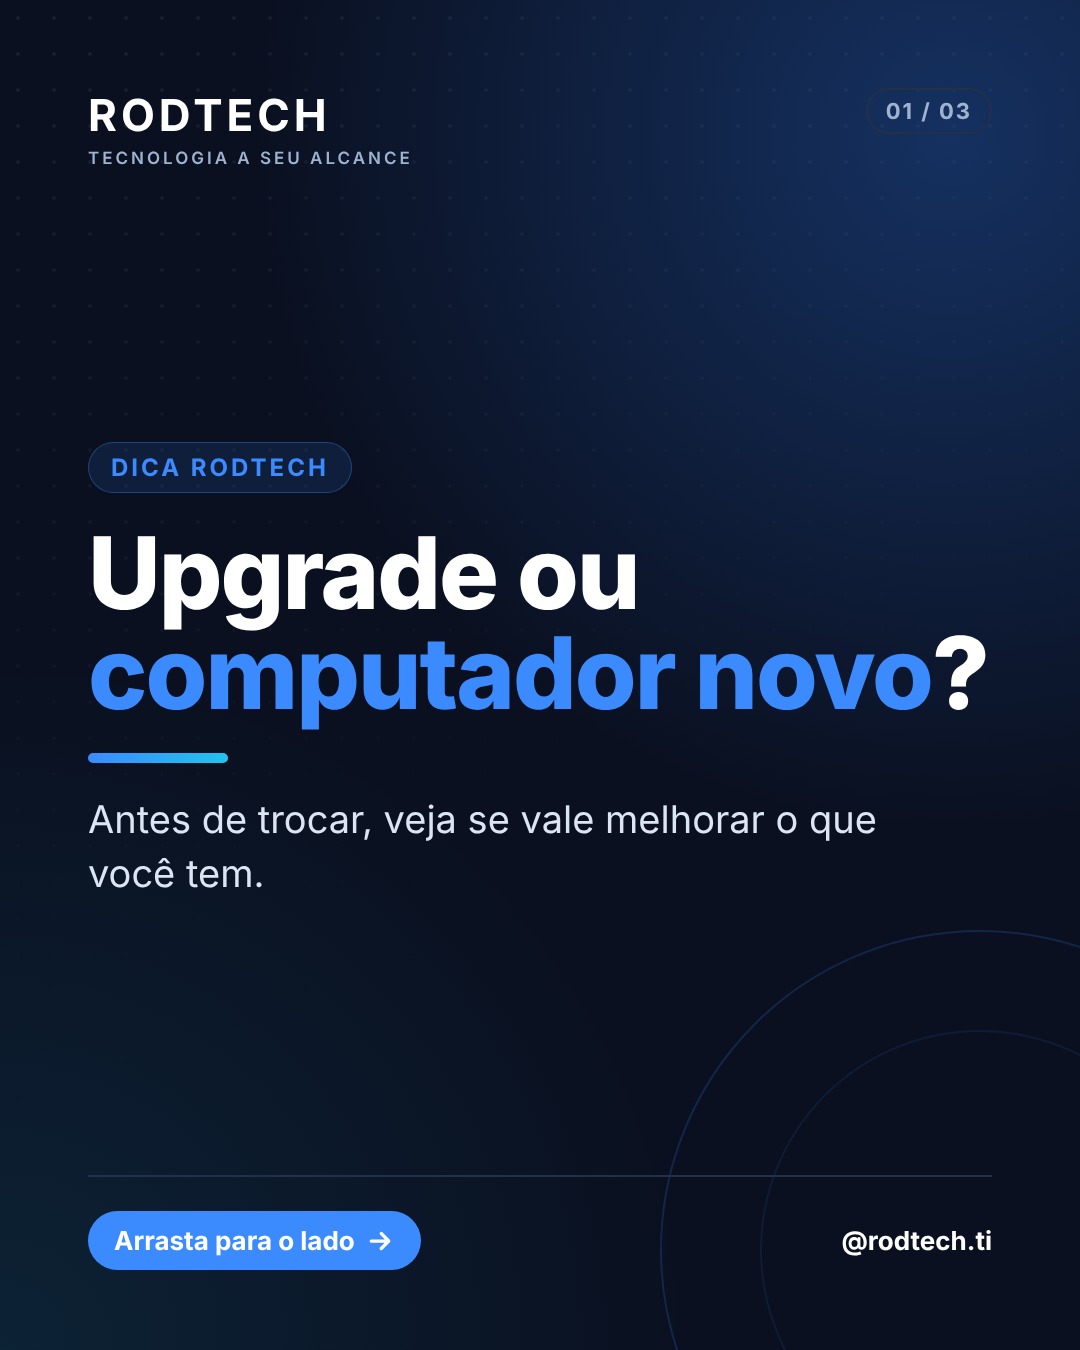 RODTECH
TECNOLOGIA A SEU ALCANCE
01 / 03
DICA RODTECH
Upgrade ou
computador novo?
Antes de trocar, veja se vale melhorar o que
você tem.
Arrasta para o lado →
@rodtech.ti